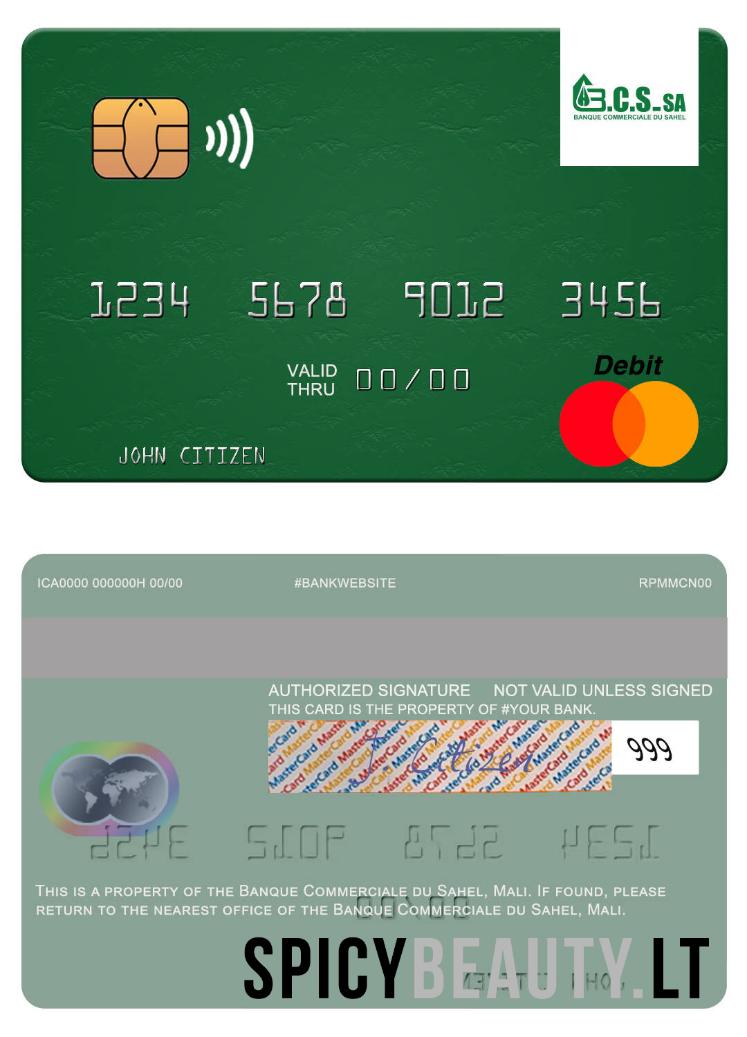 B.C.S-SA
BANQUE COMMERCIALE DU SAHEL
1234 5678 9012 3456
VALID THRU 00/00
Debit
JOHN CITIZEN
ICA0000 000000H 00/00 #BANKWEBSITE RPMMCN00
AUTHORIZED SIGNATURE NOT VALID UNLESS SIGNED
THIS CARD IS THE PROPERTY OF #YOUR BANK.
MasterCard
J Citizen
999
THIS IS A PROPERTY OF THE BANQUE COMMERCIALE DU SAHEL, MALI. IF FOUND, PLEASE
RETURN TO THE NEAREST OFFICE OF THE BANQUE COMMERCIALE DU SAHEL, MALI.
SPICYBEAUTY.LT